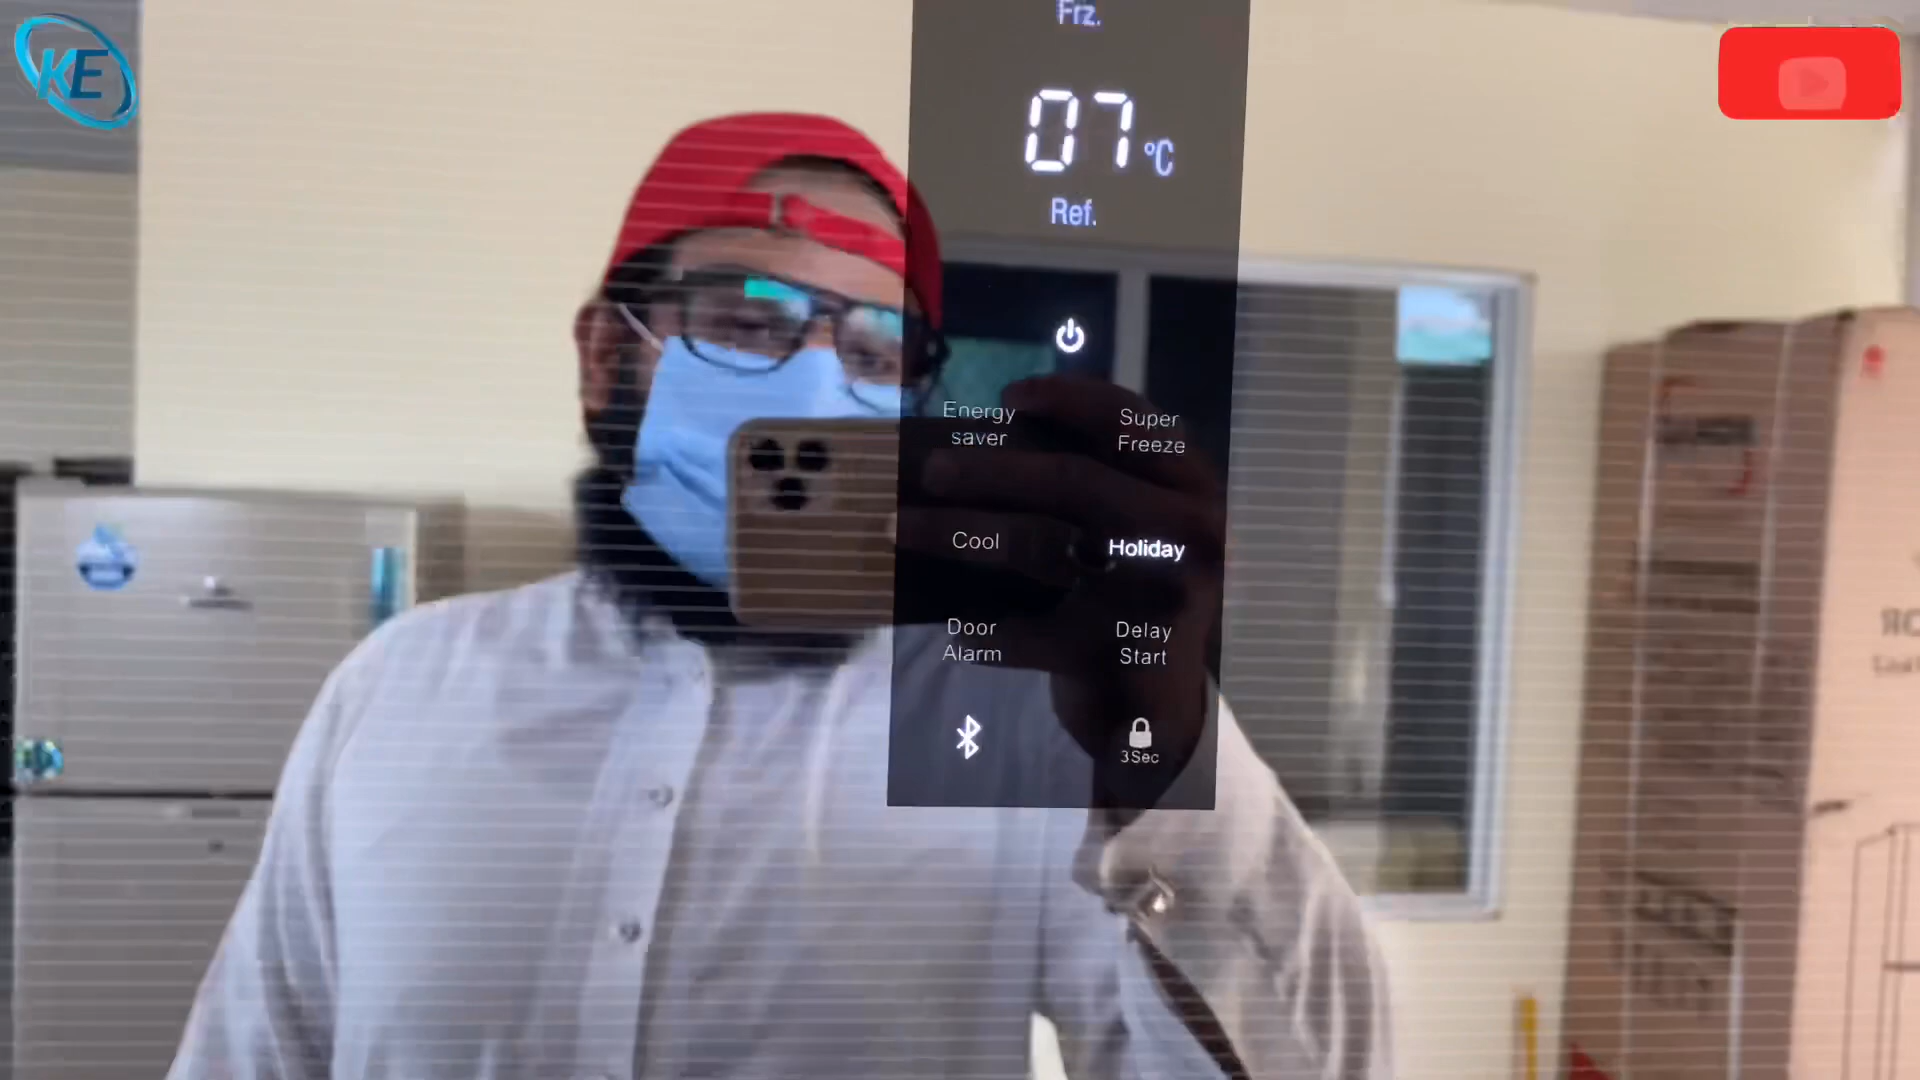 KE
Frz.
07 °C
Ref.
Energy
saver
Super
Freeze
Cool
Holiday
Door
Alarm
Delay
Start
3Sec